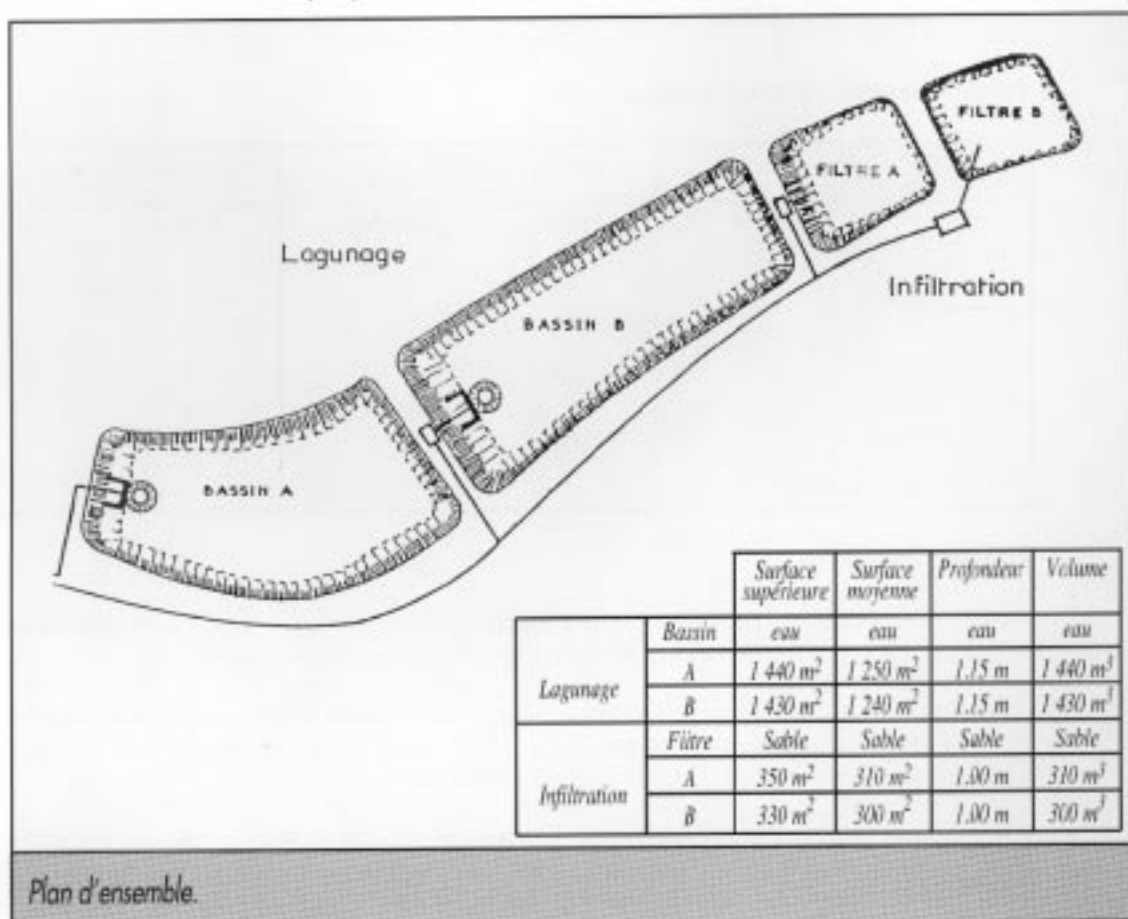 FILTRE B
FILTRE A
Lagunage
Infiltration
BASSIN B
BASSIN A
Surface supérieure Surface moyenne Profondeur Volume
Bassin eau eau eau eau
Lagunage
A 1 440 m² 1 250 m² 1.15 m 1 440 m³
B 1 430 m² 1 240 m² 1.15 m 1 430 m³
Filtre Sable Sable Sable Sable
Infiltration
A 350 m² 310 m² 1.00 m 310 m³
B 330 m² 300 m² 1.00 m 300 m³
Plan d'ensemble.